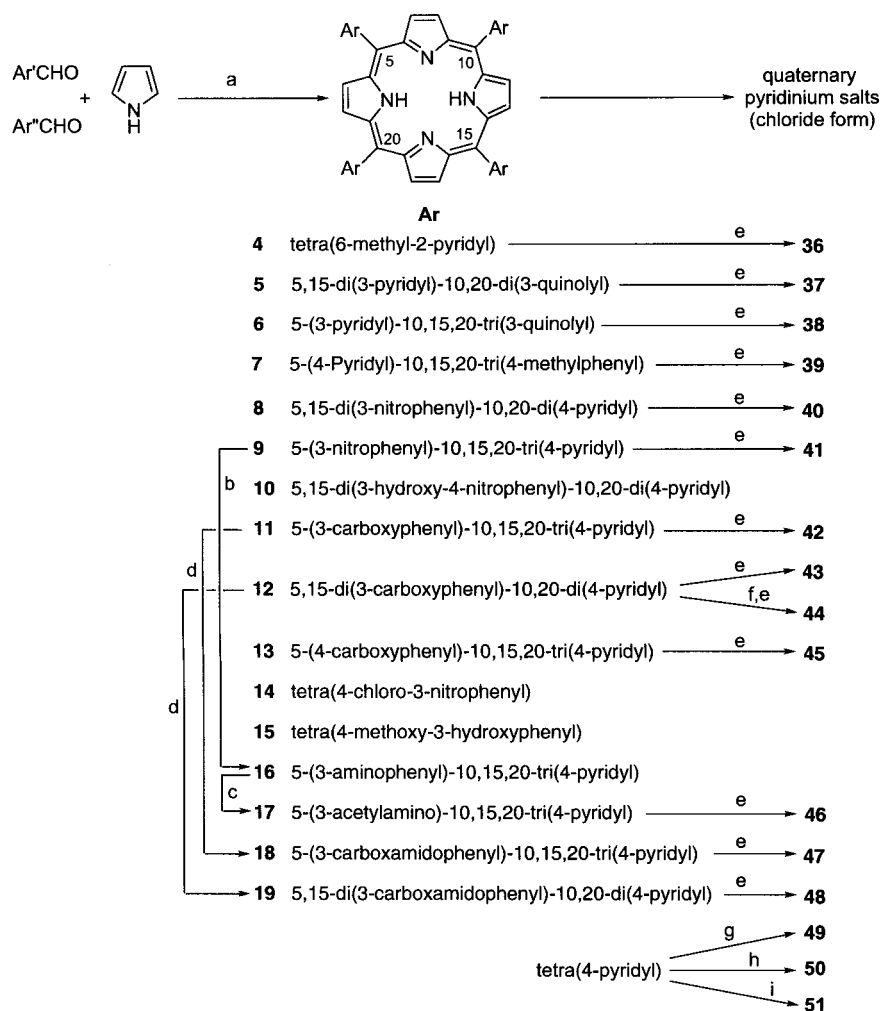 Ar Ar
5 N 10
Ar'CHO
+
Ar"CHO
N
H
a
NH HN
20 N 15
Ar Ar
quaternary
pyridinium salts
(chloride form)
Ar
4 tetra(6-methyl-2-pyridyl) e 36
5 5,15-di(3-pyridyl)-10,20-di(3-quinolyl) e 37
6 5-(3-pyridyl)-10,15,20-tri(3-quinolyl) e 38
7 5-(4-Pyridyl)-10,15,20-tri(4-methylphenyl) e 39
8 5,15-di(3-nitrophenyl)-10,20-di(4-pyridyl) e 40
9 5-(3-nitrophenyl)-10,15,20-tri(4-pyridyl) e 41
b
10 5,15-di(3-hydroxy-4-nitrophenyl)-10,20-di(4-pyridyl)
11 5-(3-carboxyphenyl)-10,15,20-tri(4-pyridyl) e 42
d
12 5,15-di(3-carboxyphenyl)-10,20-di(4-pyridyl) e 43
f,e 44
13 5-(4-carboxyphenyl)-10,15,20-tri(4-pyridyl) e 45
d
14 tetra(4-chloro-3-nitrophenyl)
15 tetra(4-methoxy-3-hydroxyphenyl)
16 5-(3-aminophenyl)-10,15,20-tri(4-pyridyl)
c
17 5-(3-acetylamino)-10,15,20-tri(4-pyridyl) e 46
18 5-(3-carboxamidophenyl)-10,15,20-tri(4-pyridyl) e 47
19 5,15-di(3-carboxamidophenyl)-10,20-di(4-pyridyl) e 48
g 49
tetra(4-pyridyl) h 50
i 51